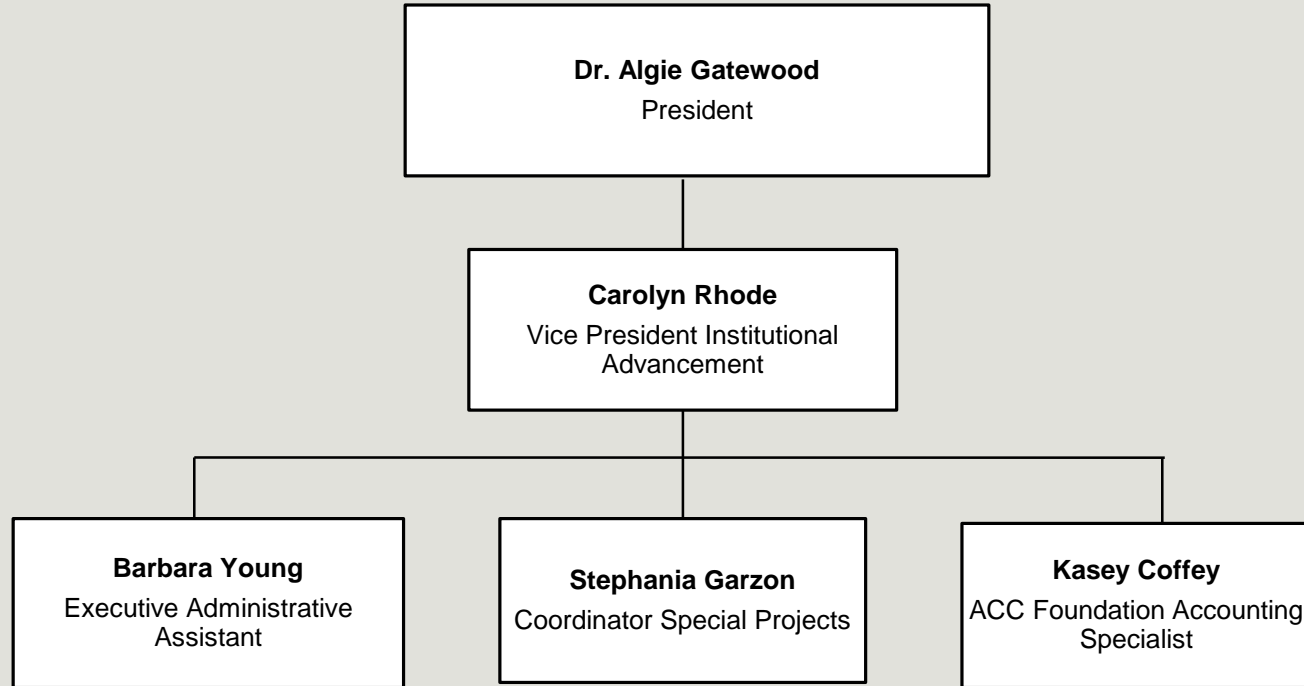 Dr. Algie Gatewood
President
Carolyn Rhode
Vice President Institutional
Advancement
Barbara Young
Executive Administrative
Assistant
Stephania Garzon
Coordinator Special Projects
Kasey Coffey
ACC Foundation Accounting
Specialist